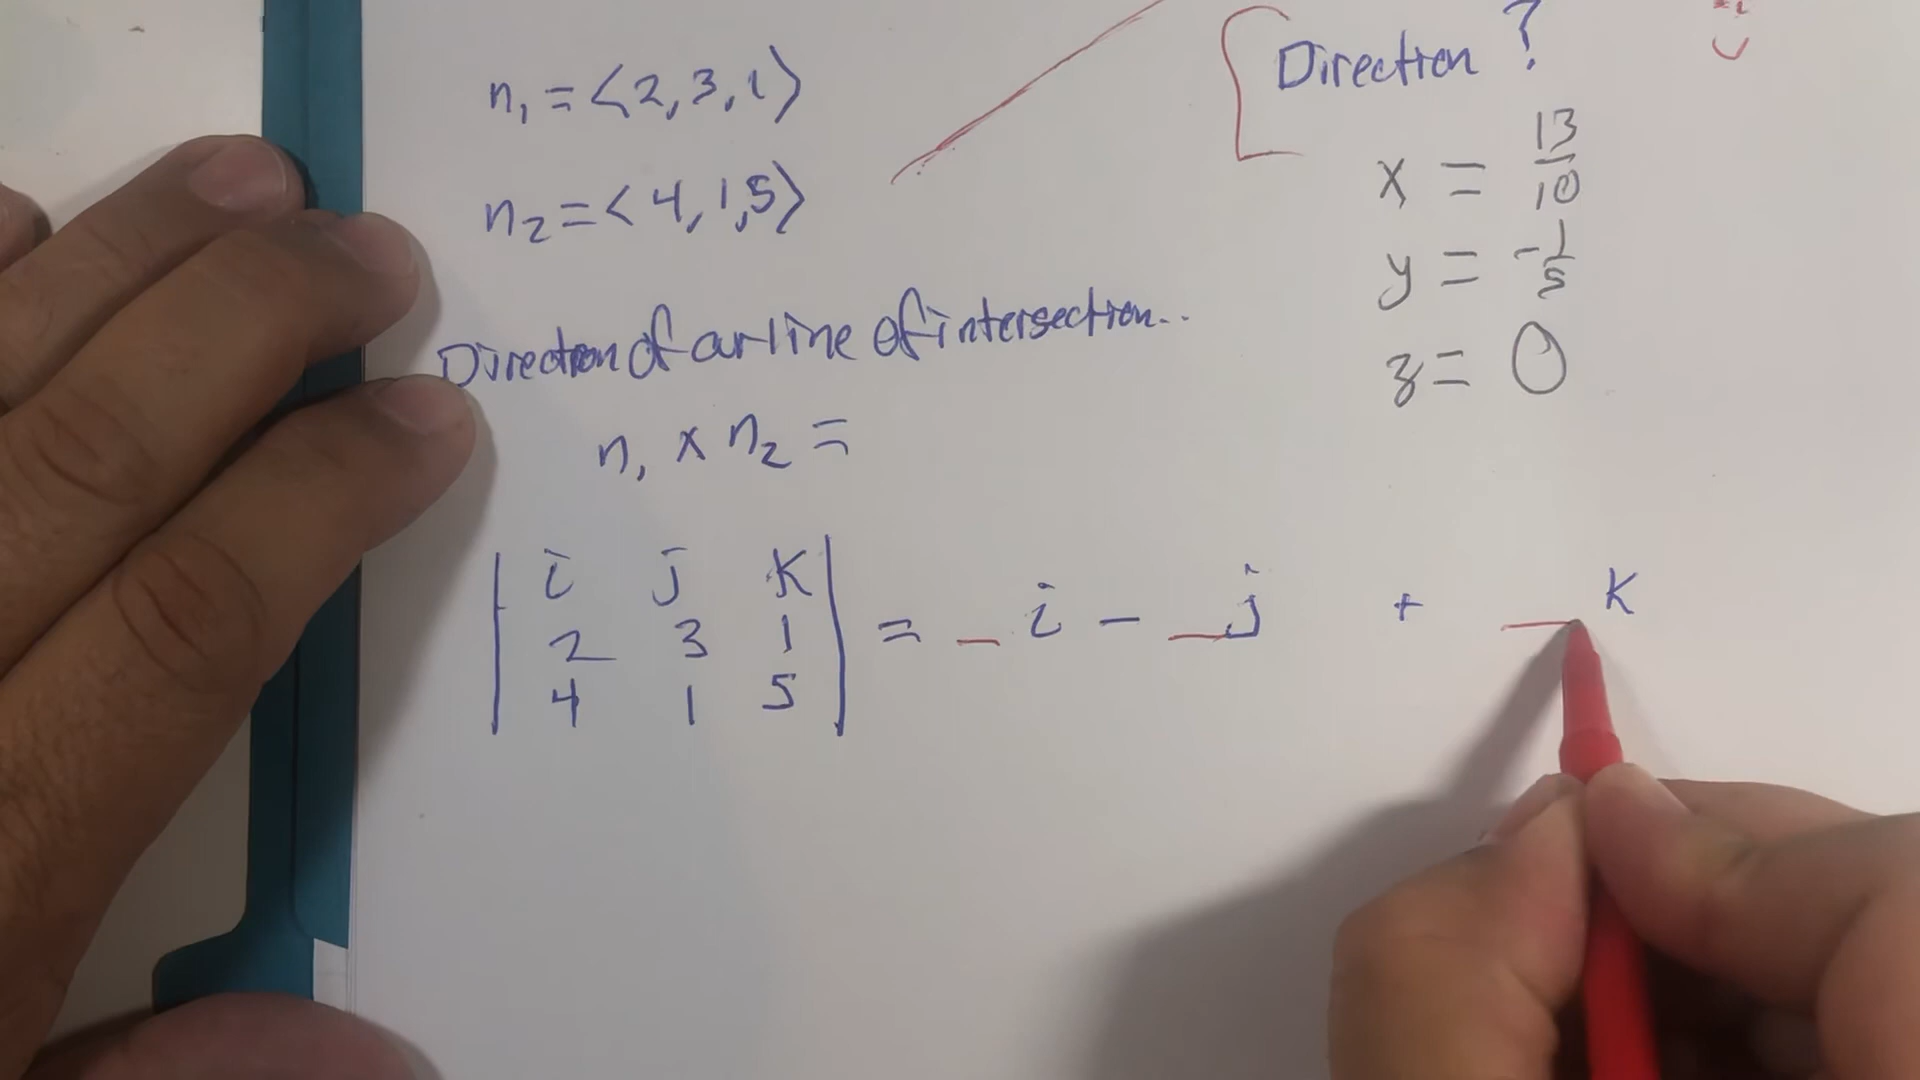 n₁ = <2, 3, 1>
n₂ = < 4, 1, 5>
Direction of our line of intersection...
n₁ x n₂ =
i j K
2 3 1
4 1 5
= _ i - _ j + _ K
Direction ?
x = 13/10
y = -1/5
z = 0